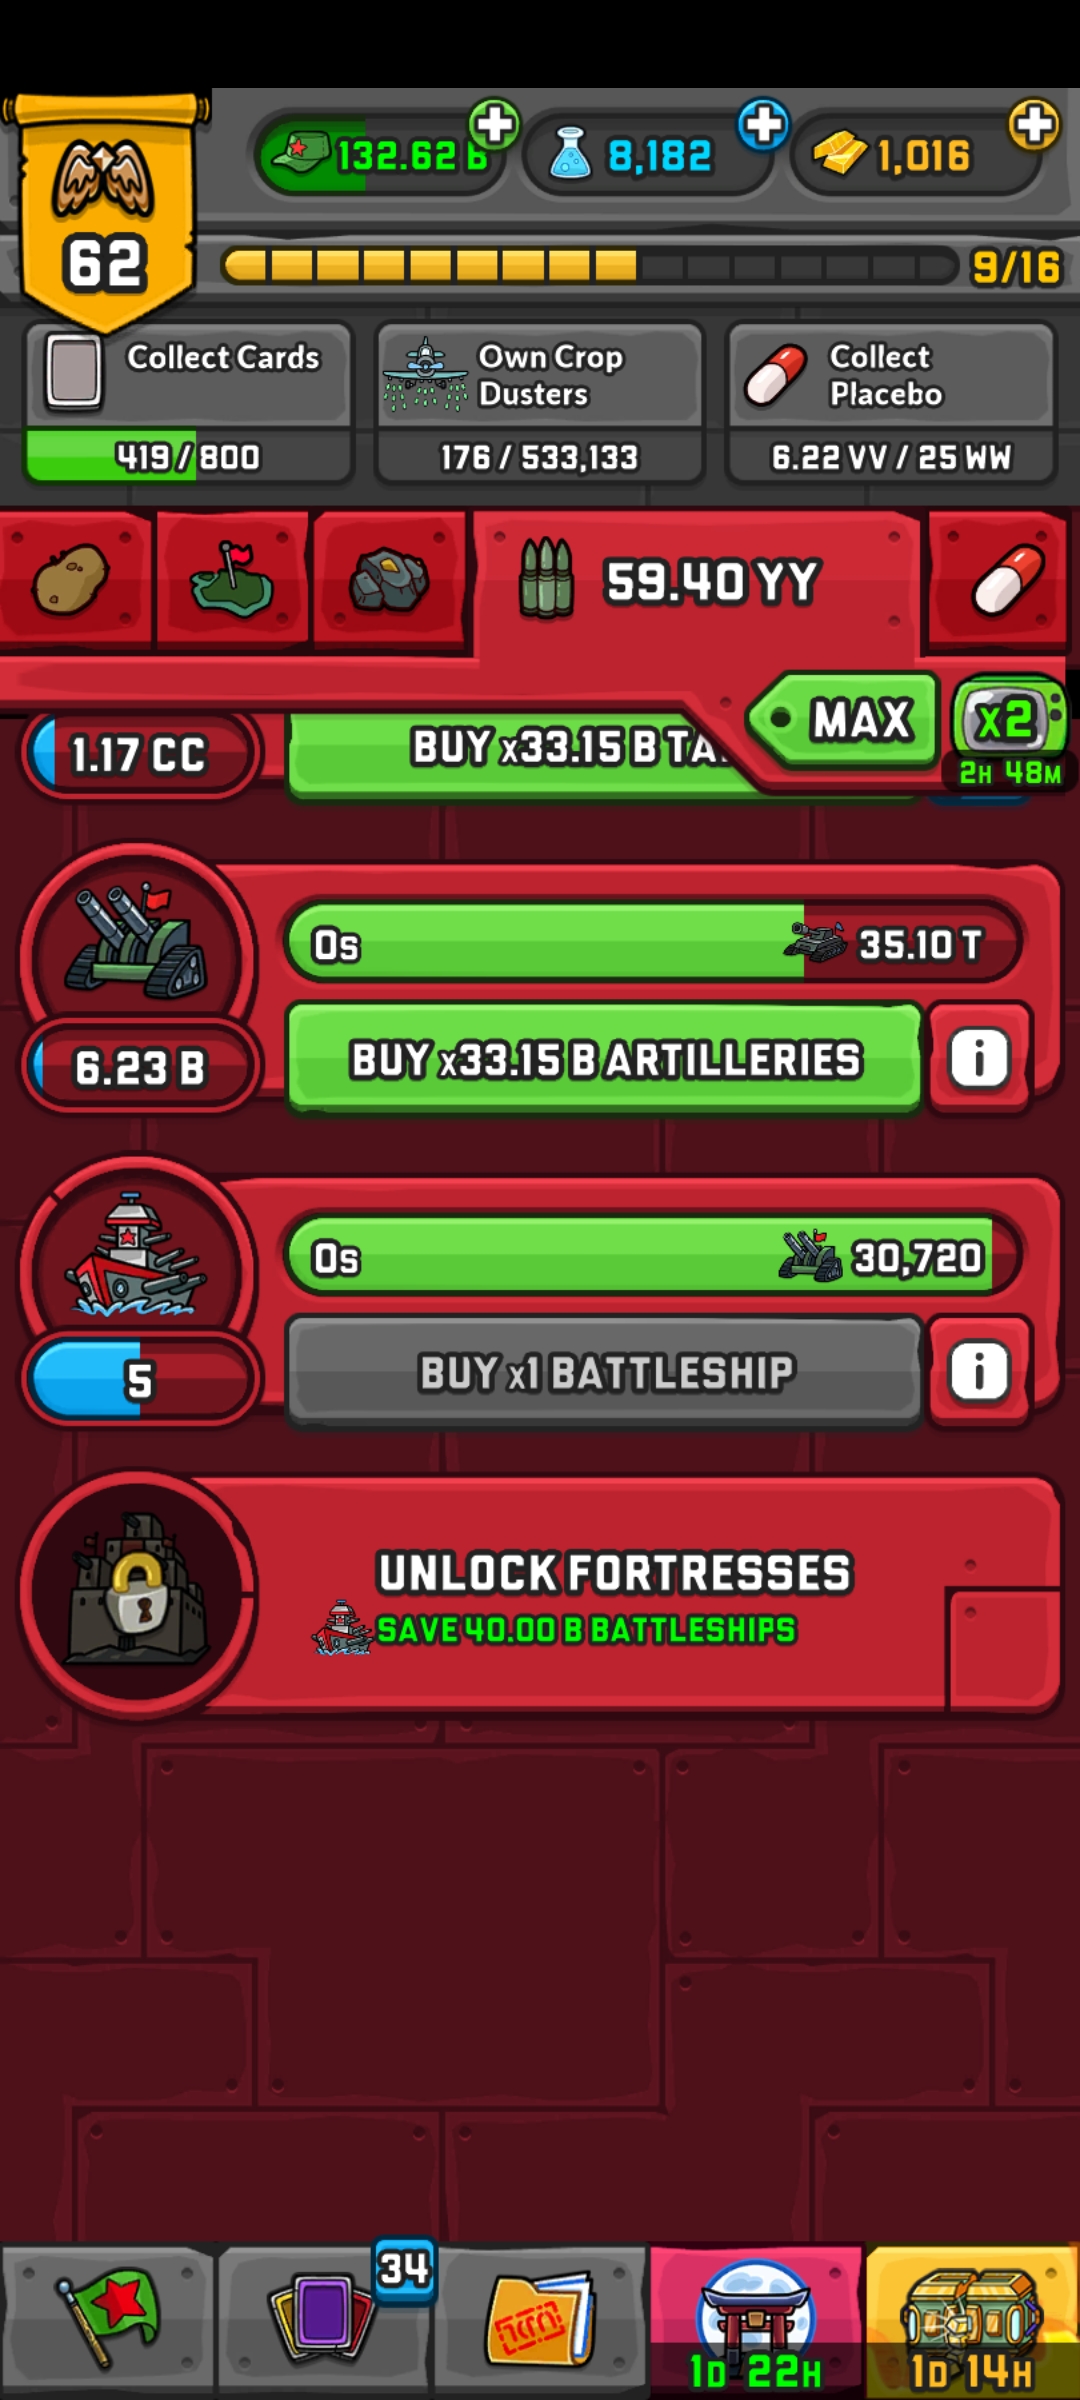 132.62 B
8,182
1,016
62
9/16
Collect Cards
419 / 800
Own Crop
Dusters
176 / 533,133
Collect
Placebo
6.22 VV / 25 WW
59.40 YY
MAX
x2
2H 48M
1.17 CC
BUY x33.15 B TA
0s
35.10 T
6.23 B
BUY x33.15 B ARTILLERIES
i
0s
30,720
5
BUY x1 BATTLESHIP
i
UNLOCK FORTRESSES
SAVE 40.00 B BATTLESHIPS
34
1D 22H
1D 14H